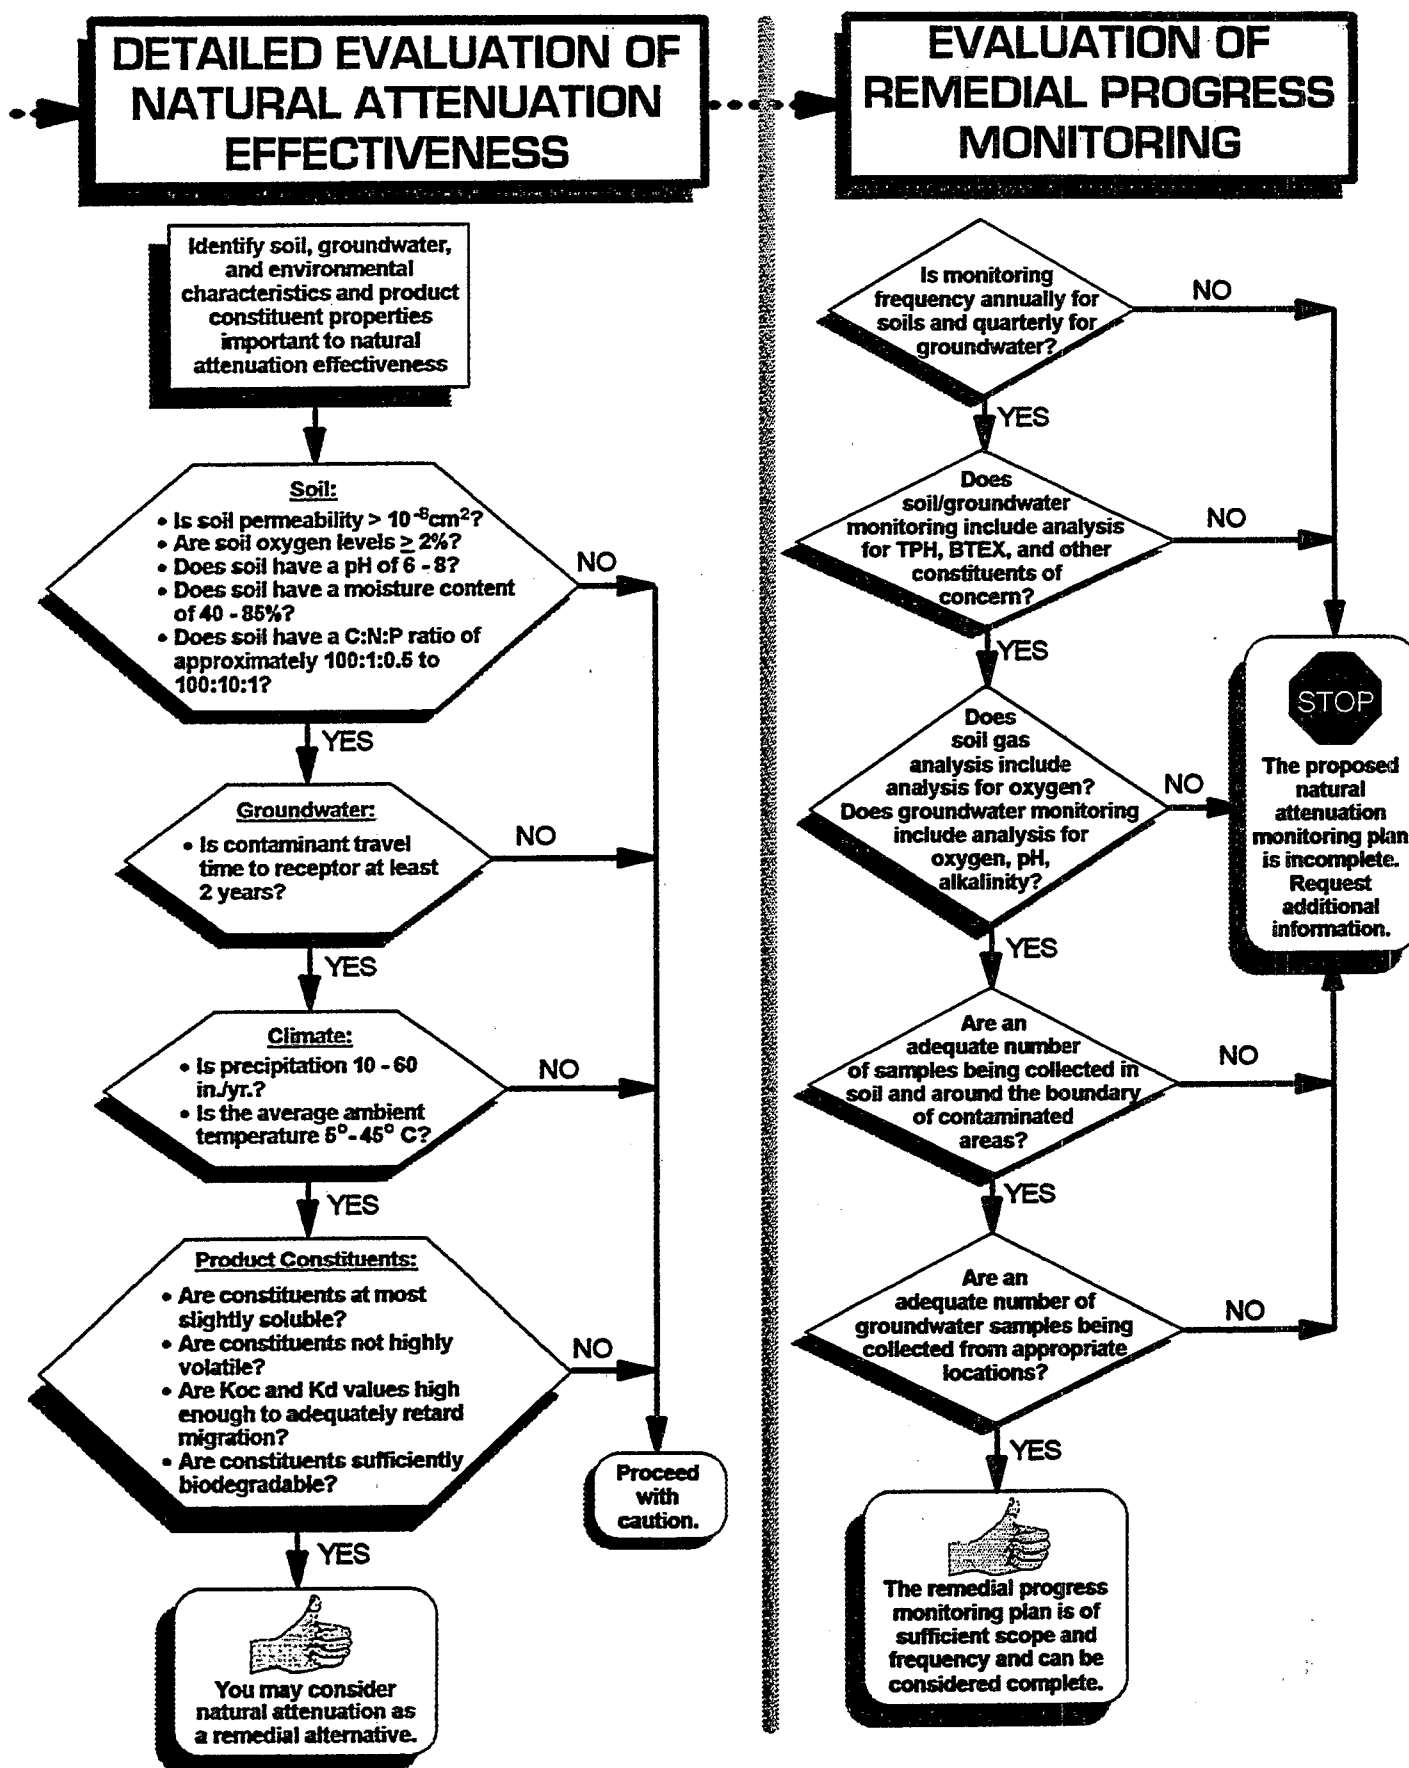 DETAILED EVALUATION OF
NATURAL ATTENUATION
EFFECTIVENESS
Identify soil, groundwater,
and environmental
characteristics and product
constituent properties
important to natural
attenuation effectiveness
Soil:
• Is soil permeability > 10⁻⁸cm²?
• Are soil oxygen levels ≥ 2%?
• Does soil have a pH of 6 - 8?
• Does soil have a moisture content
of 40 - 85%?
• Does soil have a C:N:P ratio of
approximately 100:1:0.5 to
100:10:1?
NO
YES
Groundwater:
• Is contaminant travel
time to receptor at least
2 years?
NO
YES
Climate:
• Is precipitation 10 - 60
in./yr.?
• Is the average ambient
temperature 5° - 45° C?
NO
YES
Product Constituents:
• Are constituents at most
slightly soluble?
• Are constituents not highly
volatile?
• Are Koc and Kd values high
enough to adequately retard
migration?
• Are constituents sufficiently
biodegradable?
NO
YES
Proceed
with
caution.
You may consider
natural attenuation as
a remedial alternative.
EVALUATION OF
REMEDIAL PROGRESS
MONITORING
Is monitoring
frequency annually for
soils and quarterly for
groundwater?
NO
YES
Does
soil/groundwater
monitoring include analysis
for TPH, BTEX, and other
constituents of
concern?
NO
YES
Does
soil gas
analysis include
analysis for oxygen?
Does groundwater monitoring
include analysis for
oxygen, pH,
alkalinity?
NO
YES
STOP
The proposed
natural
attenuation
monitoring plan
is incomplete.
Request
additional
information.
Are an
adequate number
of samples being collected in
soil and around the boundary
of contaminated
areas?
NO
YES
Are an
adequate number of
groundwater samples being
collected from appropriate
locations?
NO
YES
The remedial progress
monitoring plan is of
sufficient scope and
frequency and can be
considered complete.